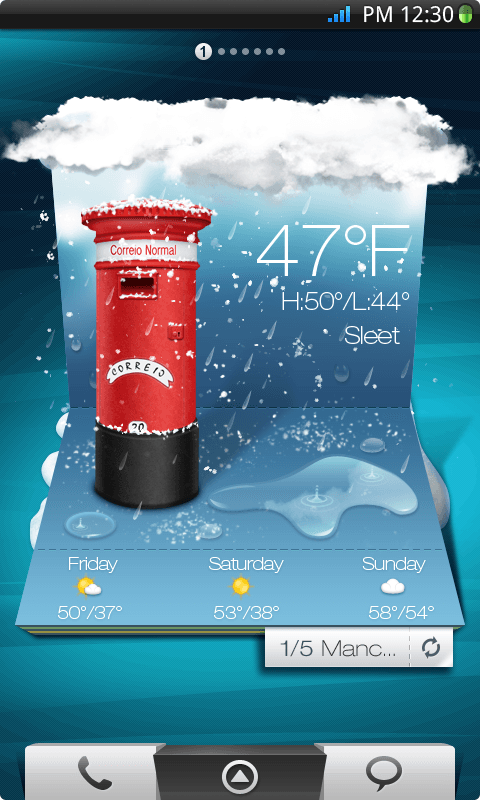 PM 12:30
1
47°F
H:50°/L:44°
Sleet
Correio Normal
CORREIO
20
Friday
Saturday
Sunday
50°/37°
53°/38°
58°/54°
1/5 Manc...